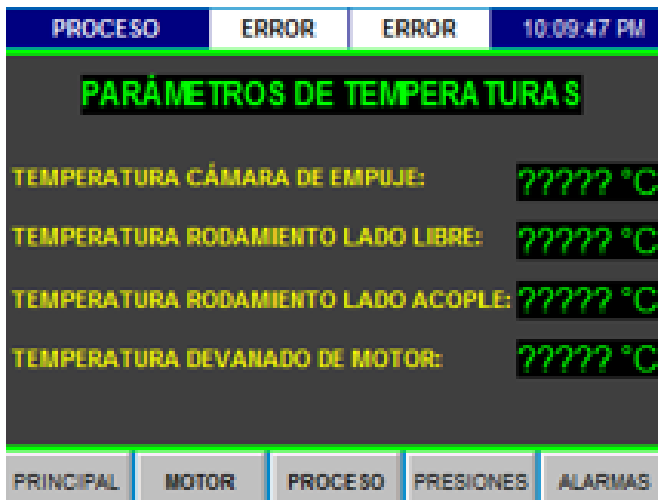 PROCESO ERROR ERROR 10:09:47 PM
PARÁMETROS DE TEMPERATURAS
TEMPERATURA CÁMARA DE EMPUJE: ????? °C
TEMPERATURA RODAMIENTO LADO LIBRE: ????? °C
TEMPERATURA RODAMIENTO LADO ACOPLE: ????? °C
TEMPERATURA DEVANADO DE MOTOR: ????? °C
PRINCIPAL MOTOR PROCESO PRESIONES ALARMAS